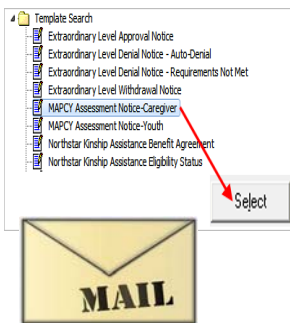 Template Search
Extraordinary Level Approval Notice
Extraordinary Level Denial Notice - Auto-Denial
Extraordinary Level Denial Notice - Requirements Not Met
Extraordinary Level Withdrawal Notice
MAPCY Assessment Notice-Caregiver
MAPCY Assessment Notice-Youth
Northstar Kinship Assistance Benefit Agreement
Northstar Kinship Assistance Eligibility Status
Select
MAIL